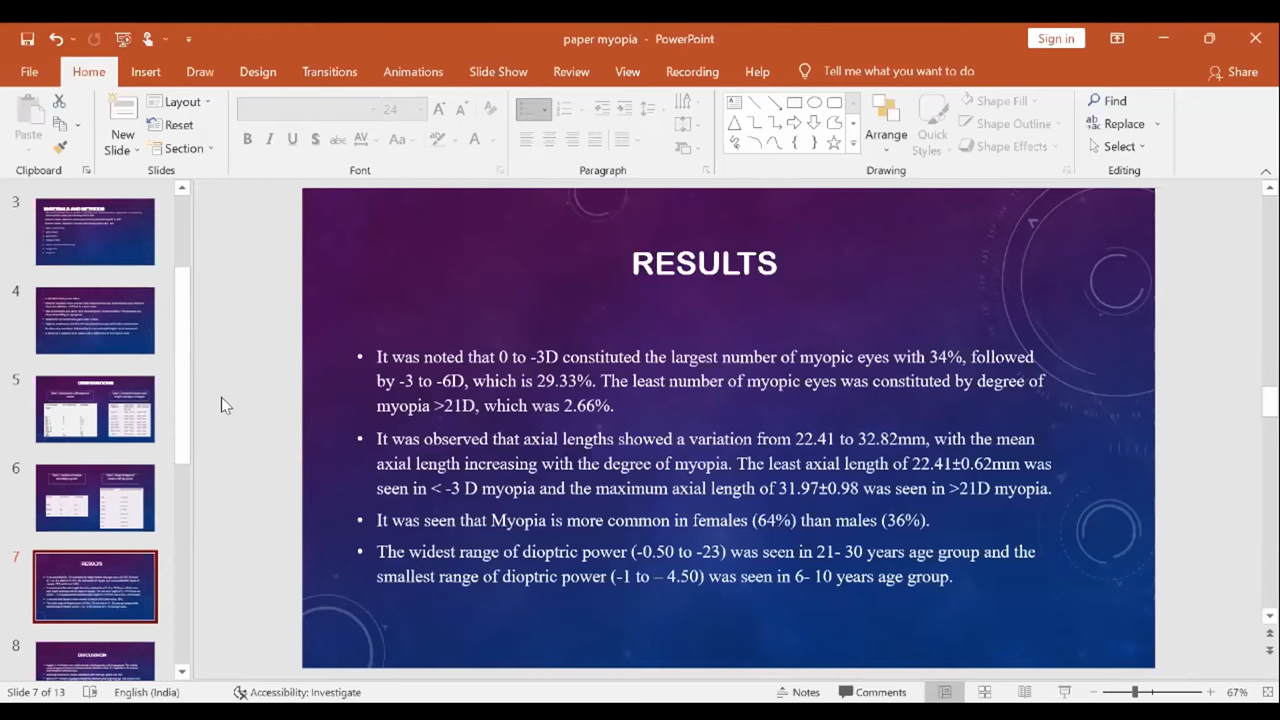 paper myopia - PowerPoint
Sign in
File Home Insert Draw Design Transitions Animations Slide Show Review View Recording Help Tell me what you want to do Share
Paste
New Slide
Layout
Reset
Section
24
B I U S abc AV Aa A
Arrange
Quick Styles
Shape Fill
Shape Outline
Shape Effects
Find
Replace
Select
Clipboard Slides Font Paragraph Drawing Editing
3
MATERIALS AND METHODS
4
5
6
7
RESULTS
8
DISCUSSION
RESULTS
• It was noted that 0 to -3D constituted the largest number of myopic eyes with 34%, followed
by -3 to -6D, which is 29.33%. The least number of myopic eyes was constituted by degree of
myopia >21D, which was 2.66%.
• It was observed that axial lengths showed a variation from 22.41 to 32.82mm, with the mean
axial length increasing with the degree of myopia. The least axial length of 22.41±0.62mm was
seen in < -3 D myopia and the maximum axial length of 31.97±0.98 was seen in >21D myopia.
• It was seen that Myopia is more common in females (64%) than males (36%).
• The widest range of dioptric power (-0.50 to -23) was seen in 21- 30 years age group and the
smallest range of dioptric power (-1 to – 4.50) was seen in 1- 10 years age group.
Slide 7 of 13 English (India) Accessibility: Investigate Notes Comments 67%